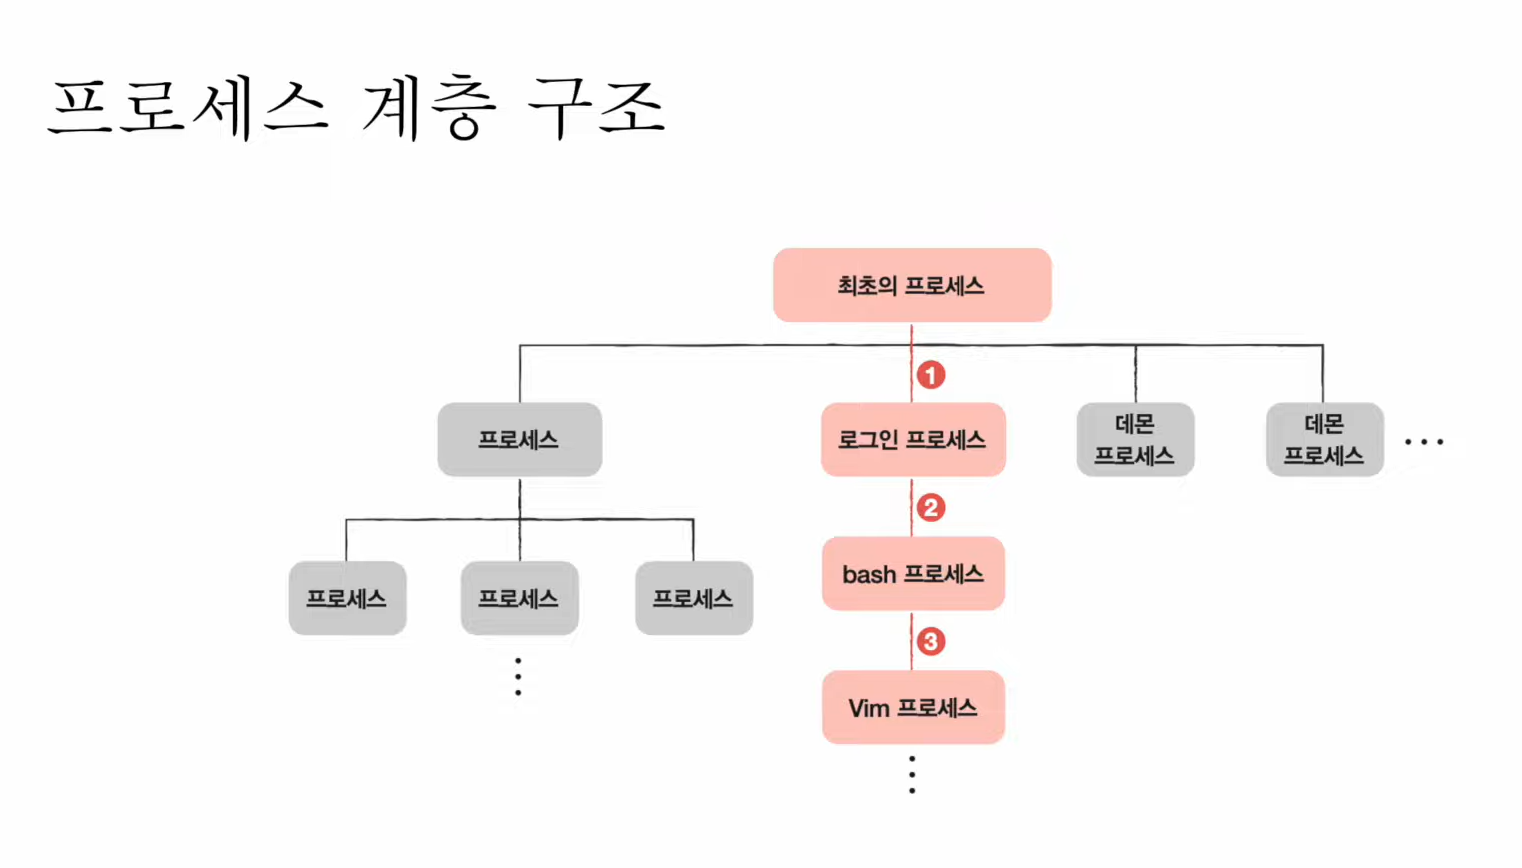 프로세스 계층 구조
최초의 프로세스
1
프로세스
로그인 프로세스
데몬
프로세스
데몬
프로세스
...
2
bash 프로세스
프로세스
프로세스
프로세스
3
Vim 프로세스